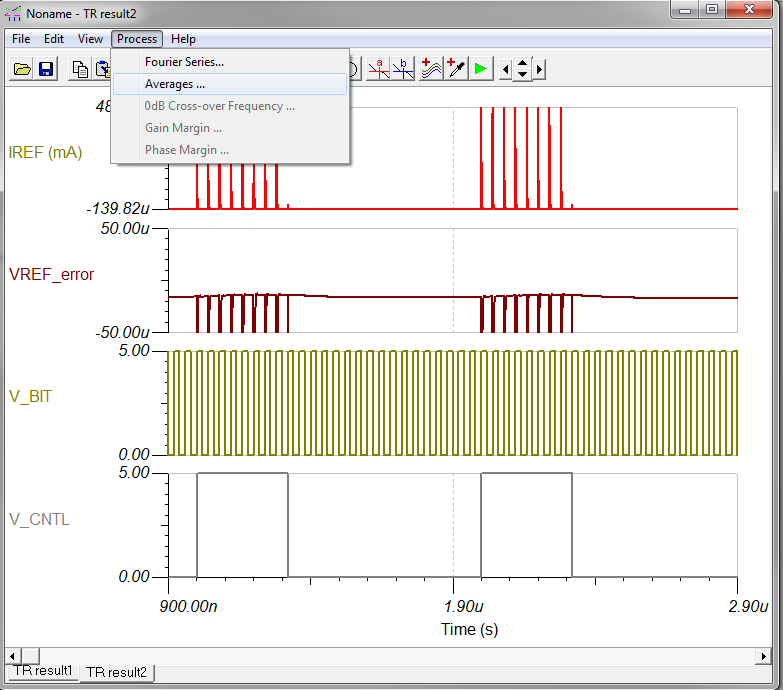 Noname - TR result2
File Edit View Process Help
Fourier Series...
Averages ...
0dB Cross-over Frequency ...
Gain Margin ...
Phase Margin ...
a b
48
IREF (mA)
-139.82u
50.00u
VREF_error
-50.00u
5.00
V_BIT
0.00
5.00
V_CNTL
0.00
900.00n 1.90u 2.90u
Time (s)
TR result1 TR result2